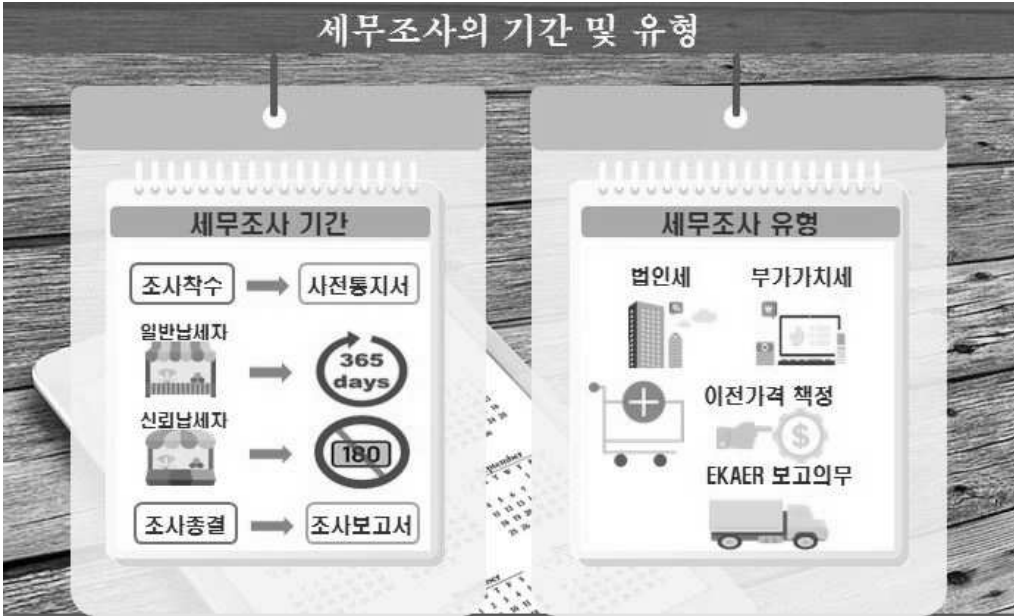 세무조사의 기간 및 유형
세무조사 기간
조사착수
사전통지서
일반납세자
365
days
신뢰납세자
180
조사종결
조사보고서
세무조사 유형
법인세
부가가치세
이전가격 책정
EKAER 보고의무